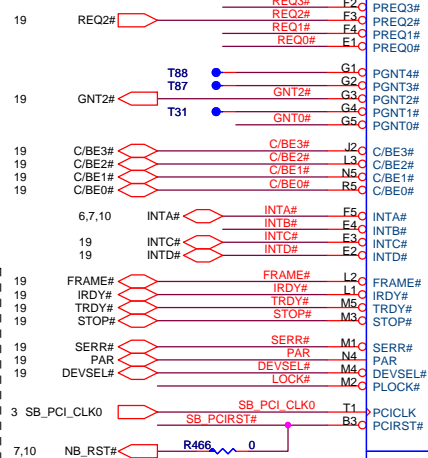 REQ3# F2 PREQ3#
19 REQ2# REQ2# F3 PREQ2#
REQ1# F4 PREQ1#
REQ0# E1 PREQ0#
T88 G1 PGNT4#
T87 G2 PGNT3#
19 GNT2# GNT2# G3 PGNT2#
T31 G4 PGNT1#
GNT0# G5 PGNT0#
19 C/BE3# C/BE3# J2 C/BE3#
19 C/BE2# C/BE2# L3 C/BE2#
19 C/BE1# C/BE1# N5 C/BE1#
19 C/BE0# C/BE0# R5 C/BE0#
6,7,10 INTA# INTA# F5 INTA#
INTB# E4 INTB#
19 INTC# INTC# E3 INTC#
19 INTD# INTD# E2 INTD#
19 FRAME# FRAME# L2 FRAME#
19 IRDY# IRDY# L1 IRDY#
19 TRDY# TRDY# M5 TRDY#
19 STOP# STOP# M3 STOP#
19 SERR# SERR# M1 SERR#
19 PAR PAR N4 PAR
19 DEVSEL# DEVSEL# M4 DEVSEL#
LOCK# M2 PLOCK#
3 SB_PCI_CLK0 SB_PCI_CLK0 T1 PCICLK
SB_PCIRST# B3 PCIRST#
7,10 NB_RST# R466 0